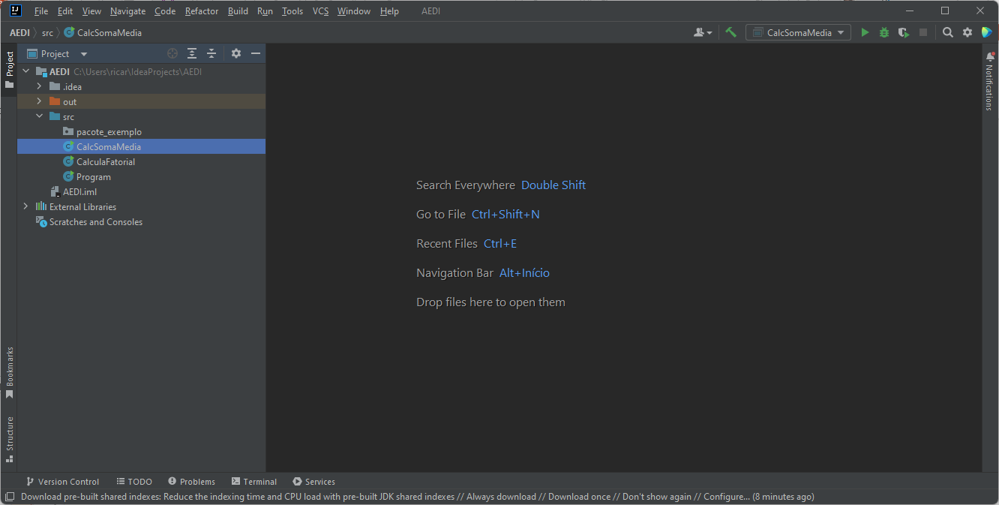 IJ File Edit View Navigate Code Refactor Build Run Tools VCS Window Help AEDI
AEDI src CalcSomaMedia CalcSomaMedia
Project
Project
AEDI C:\Users\ricar\IdeaProjects\AEDI
.idea
out
src
pacote_exemplo
CalcSomaMedia
CalculaFatorial
Program
AEDI.iml
External Libraries
Scratches and Consoles
Search Everywhere Double Shift
Go to File Ctrl+Shift+N
Recent Files Ctrl+E
Navigation Bar Alt+Início
Drop files here to open them
Notifications
Bookmarks
Structure
Version Control TODO Problems Terminal Services
Download pre-built shared indexes: Reduce the indexing time and CPU load with pre-built JDK shared indexes // Always download // Download once // Don't show again // Configure... (8 minutes ago)